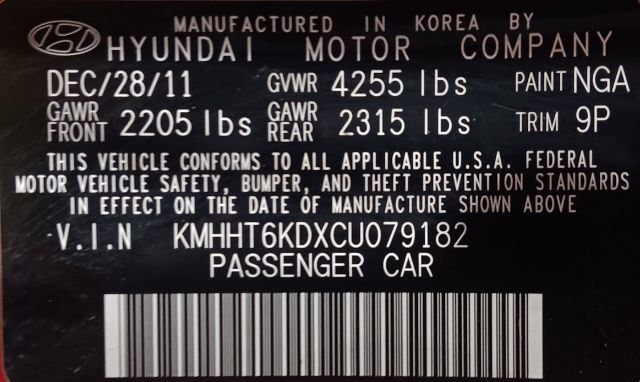 MANUFACTURED IN KOREA BY
HYUNDAI MOTOR COMPANY
DEC/28/11 GVWR 4255 lbs PAINT NGA
GAWR FRONT 2205 lbs GAWR REAR 2315 lbs TRIM 9P
THIS VEHICLE CONFORMS TO ALL APPLICABLE U.S.A. FEDERAL
MOTOR VEHICLE SAFETY, BUMPER, AND THEFT PREVENTION STANDARDS
IN EFFECT ON THE DATE OF MANUFACTURE SHOWN ABOVE
V.I.N KMHHT6KDXCU079182
PASSENGER CAR